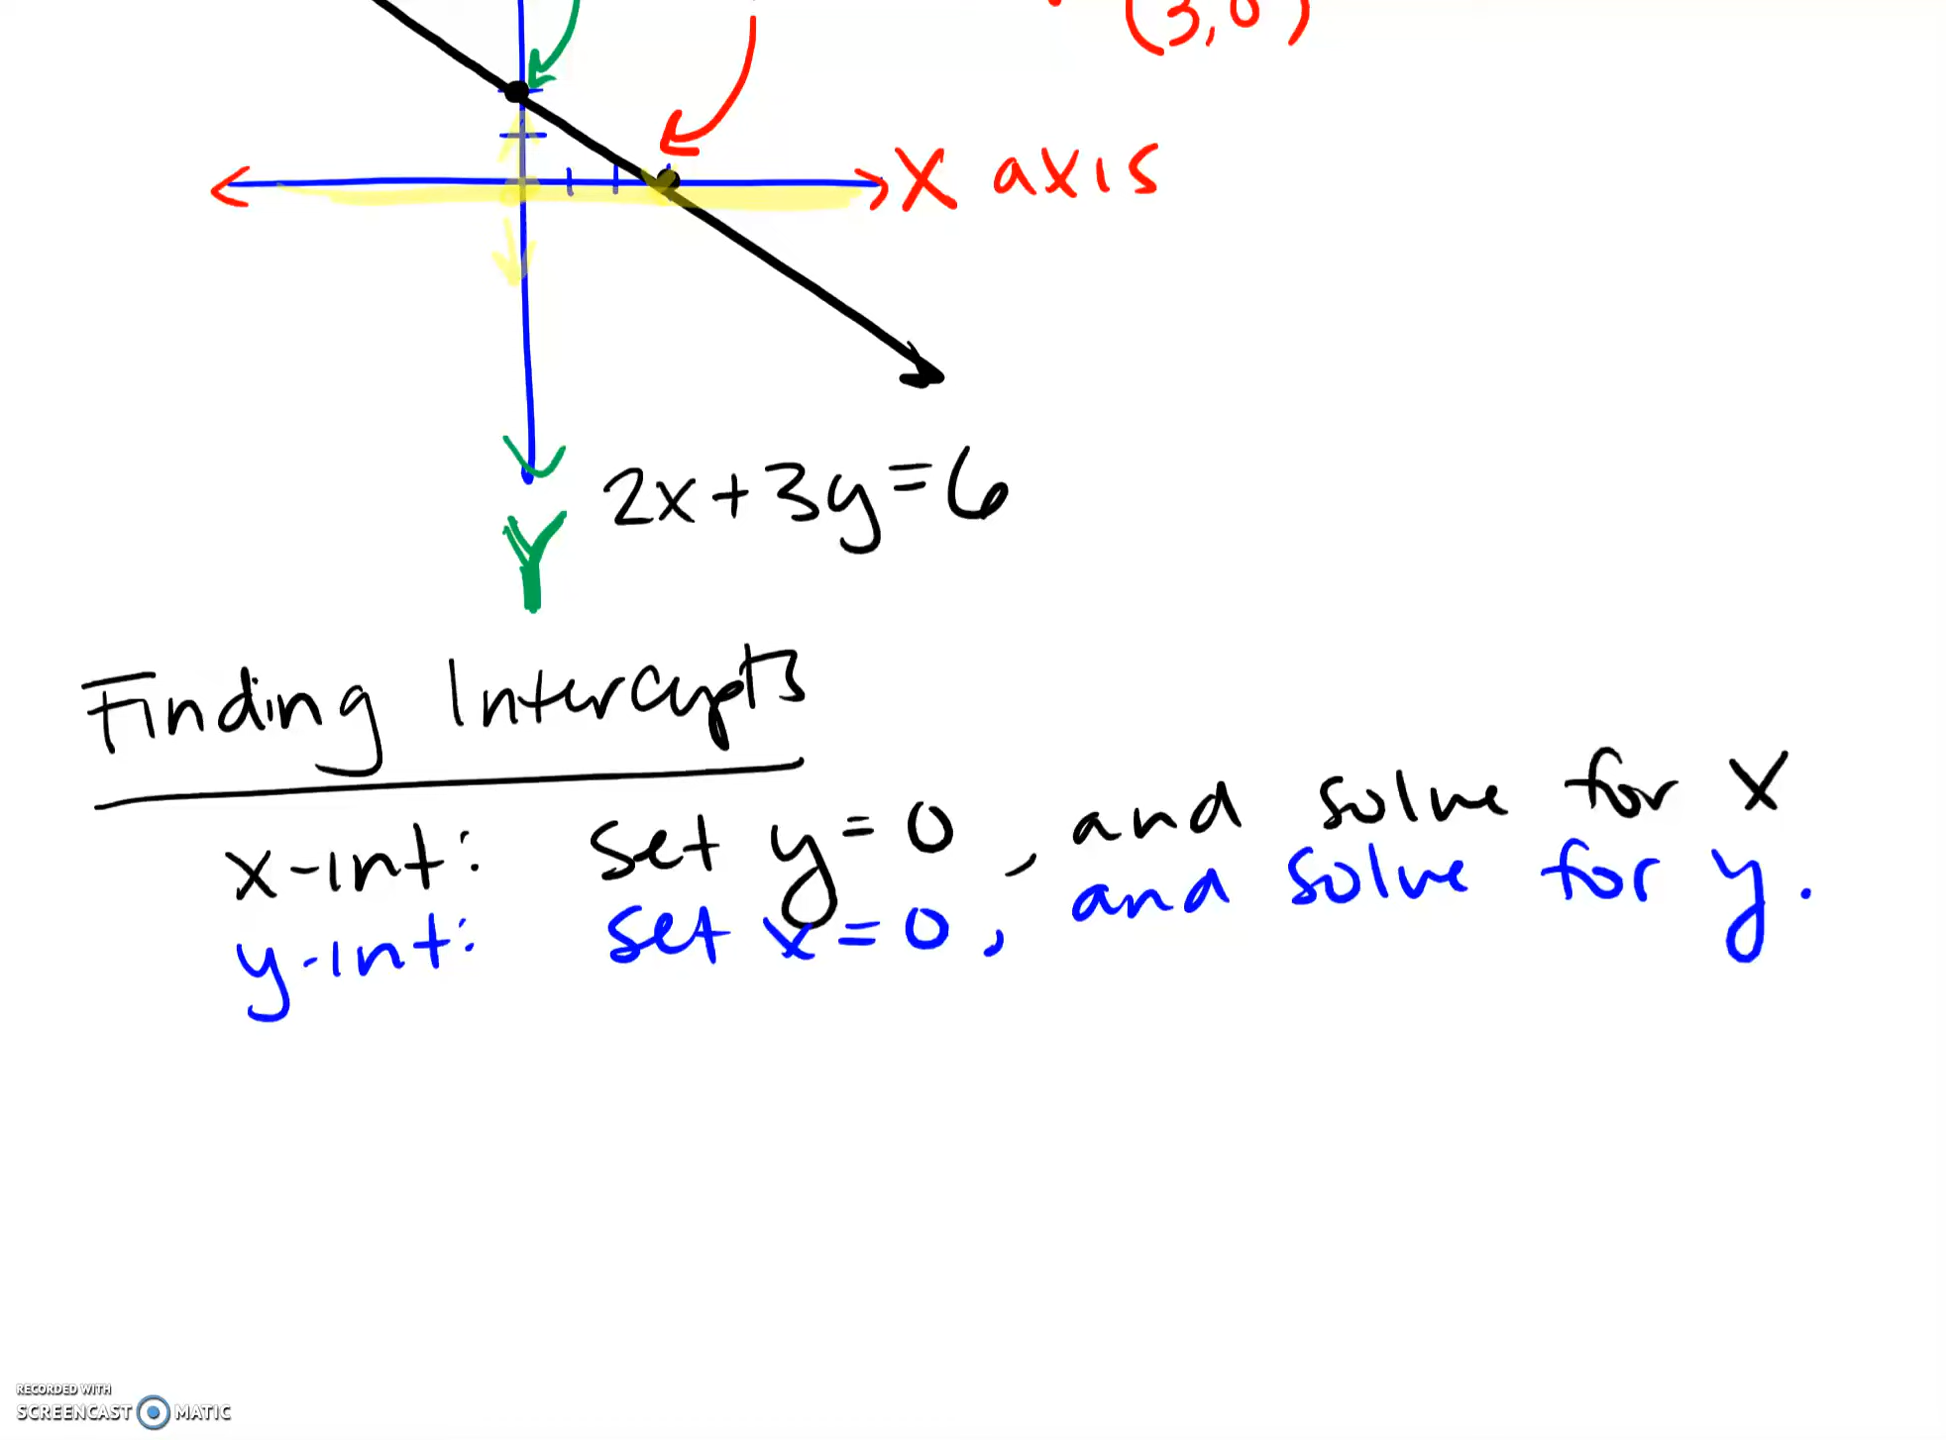 (3,0)
X axis
2x+3y=6
Y
Finding Intercepts
x-int: set y=0, and solve for x
y-int: set x=0, and solve for y.
RECORDED WITH
SCREENCAST MATIC